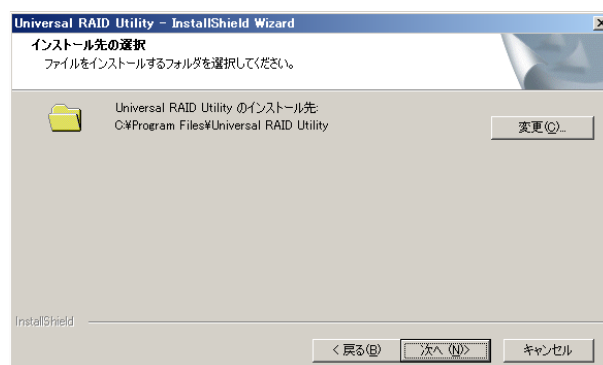 Universal RAID Utility - InstallShield Wizard
インストール先の選択
ファイルをインストールするフォルダを選択してください。
Universal RAID Utility のインストール先:
C:¥Program Files¥Universal RAID Utility
変更(C)...
InstallShield
< 戻る(B)
次へ (N)>
キャンセル